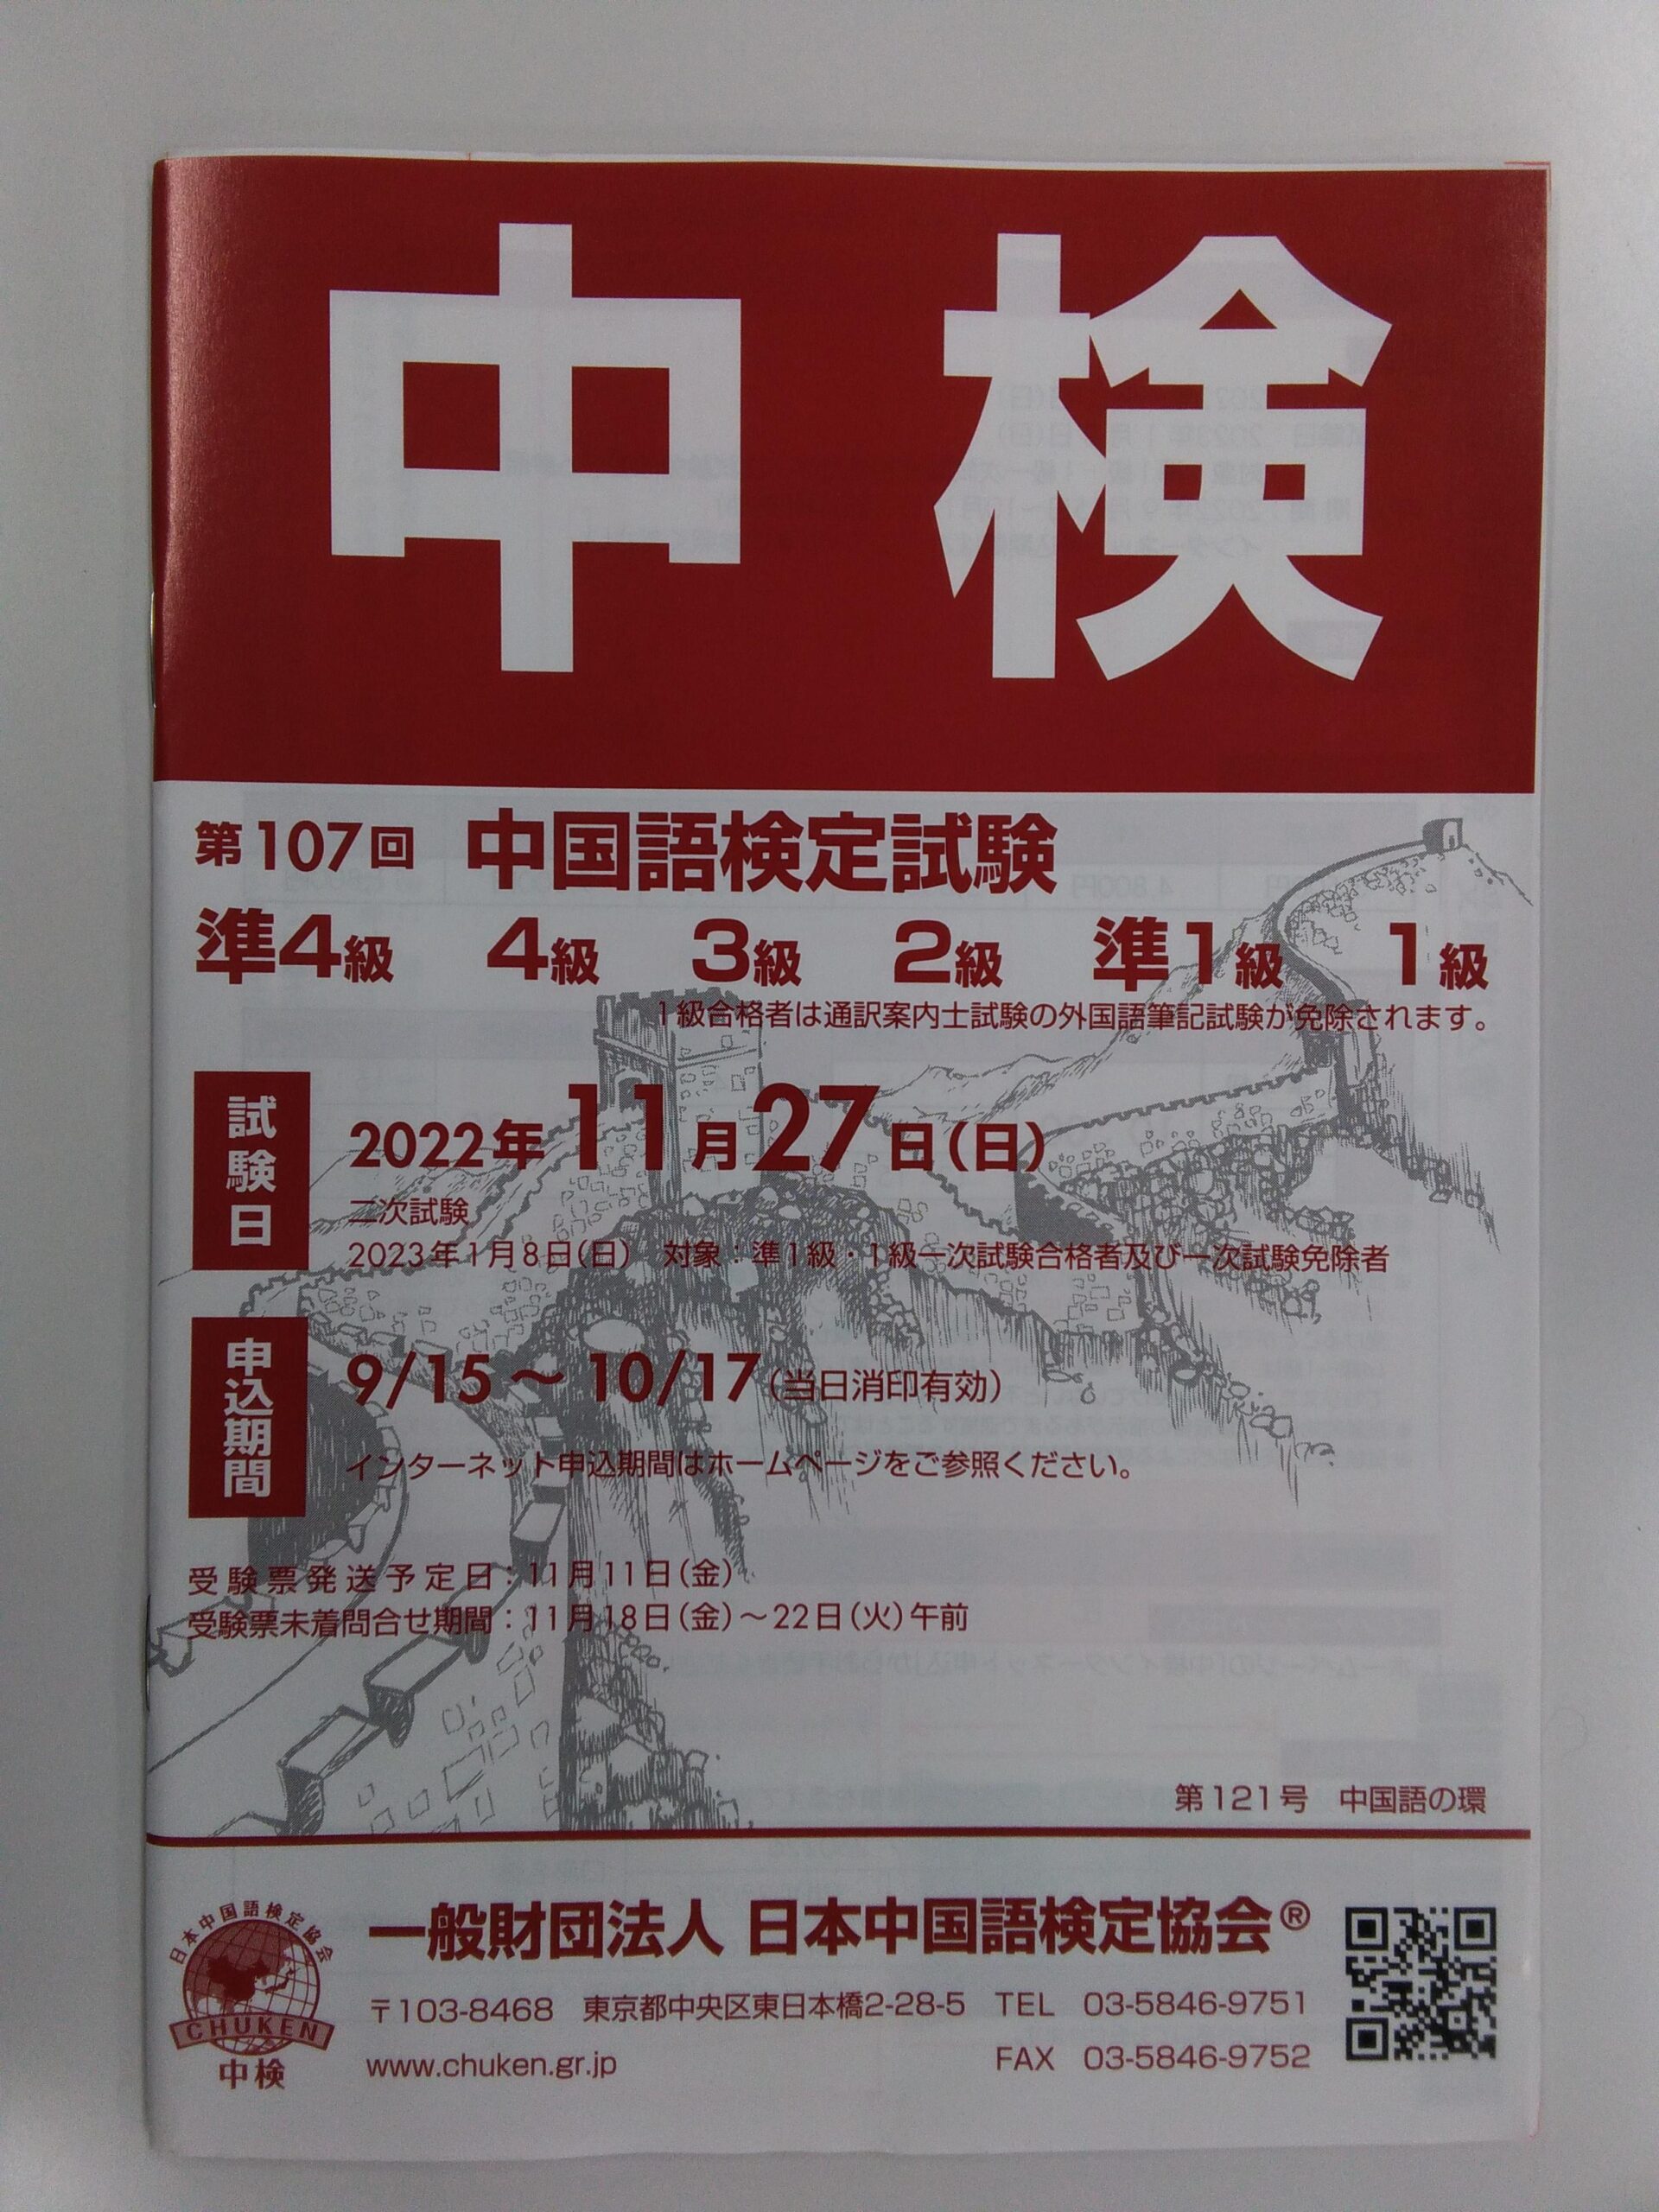 中検
第107回 中国語検定試験
準4級 4級 3級 2級 準1級 1級
1級合格者は通訳案内士試験の外国語筆記試験が免除されます。
試験日
2022年11月27日(日)
二次試験
2023年1月8日(日) 対象：準1級・1級一次試験合格者及び一次試験免除者
申込期間
9/15～10/17(当日消印有効)
インターネット申込期間はホームページをご参照ください。
受験票発送予定日：11月11日(金)
受験票未着問合せ期間：11月18日(金)～22日(火)午前
第121号 中国語の環
日本中国語検定協会
CHUKEN
中検
一般財団法人 日本中国語検定協会®
〒103-8468 東京都中央区東日本橋2-28-5 TEL 03-5846-9751
www.chuken.gr.jp FAX 03-5846-9752